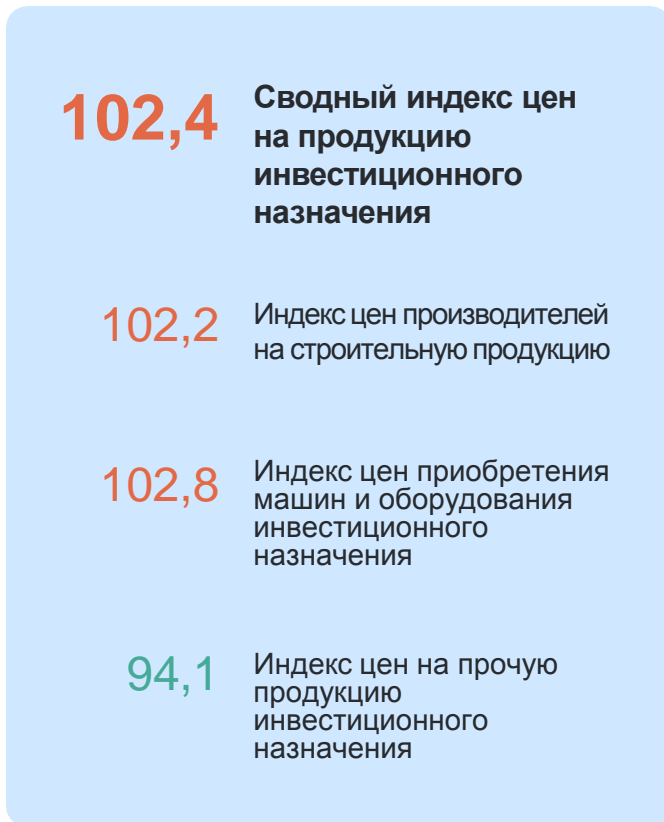 102,4
Сводный индекс цен
на продукцию
инвестиционного
назначения
102,2
Индекс цен производителей
на строительную продукцию
102,8
Индекс цен приобретения
машин и оборудования
инвестиционного
назначения
94,1
Индекс цен на прочую
продукцию
инвестиционного
назначения